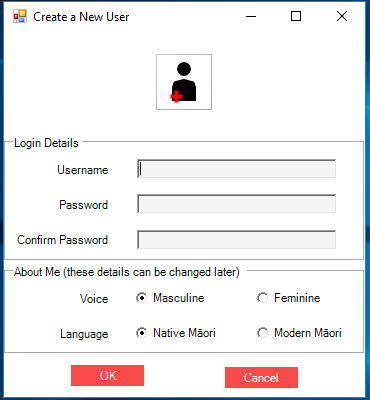 Create a New User
Login Details
Username
Password
Confirm Password
About Me (these details can be changed later)
Voice Masculine Feminine
Language Native Māori Modern Māori
OK Cancel